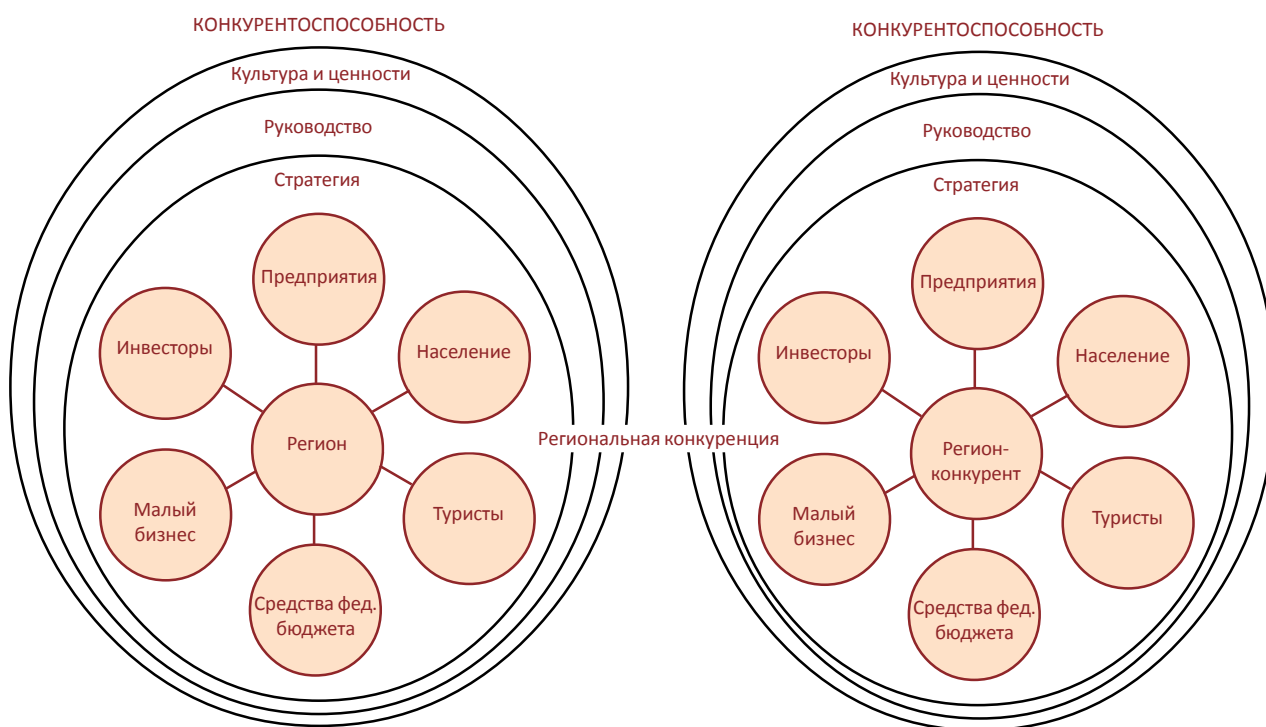 КОНКУРЕНТОСПОСОБНОСТЬ
Культура и ценности
Руководство
Стратегия
Предприятия
Инвесторы
Население
Регион
Малый
бизнес
Туристы
Средства фед.
бюджета
Региональная конкуренция
КОНКУРЕНТОСПОСОБНОСТЬ
Культура и ценности
Руководство
Стратегия
Предприятия
Инвесторы
Население
Регион-
конкурент
Малый
бизнес
Туристы
Средства фед.
бюджета